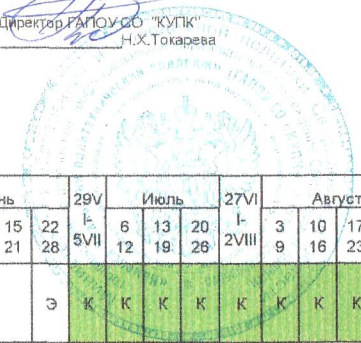 Директор ГАПОУ СО "КУПК"
Н.Х.Токарева
нь 29VI-5VII Июль 27VI-2VIII Август
15 22 6 13 20 3 10 17
21 28 12 19 26 9 16 23
Э К К К К К К К К